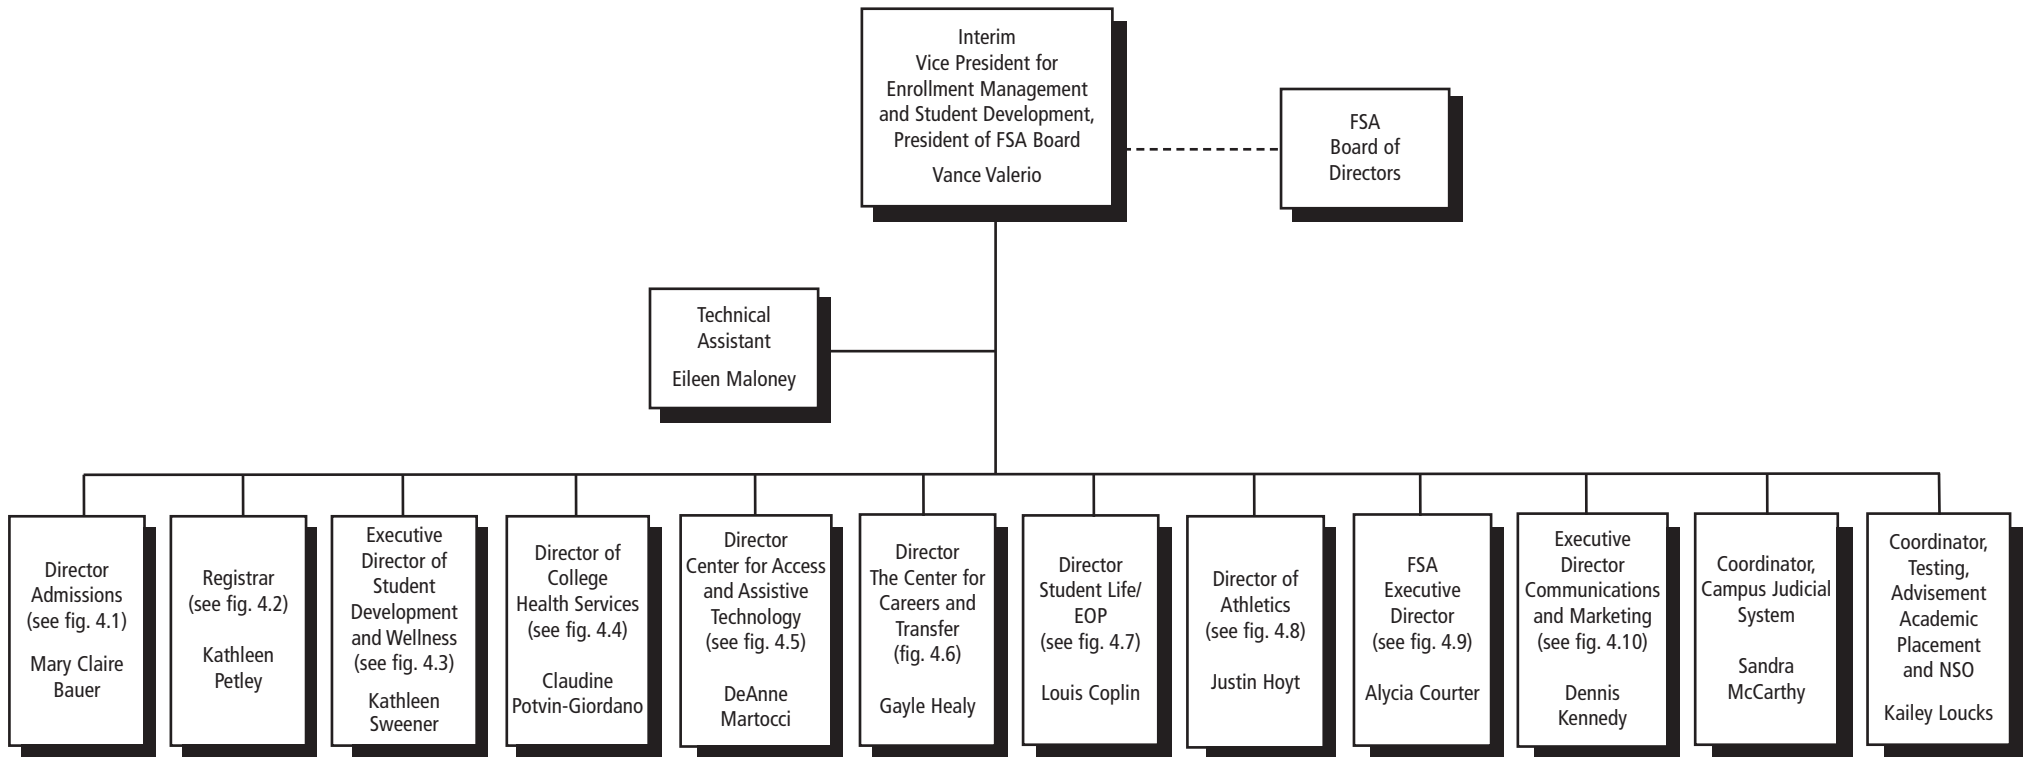 Interim
Vice President for
Enrollment Management
and Student Development,
President of FSA Board
Vance Valerio
FSA
Board of
Directors
Technical
Assistant
Eileen Maloney
Director
Admissions
(see fig. 4.1)
Mary Claire
Bauer
Registrar
(see fig. 4.2)
Kathleen
Petley
Executive
Director of
Student
Development
and Wellness
(see fig. 4.3)
Kathleen
Sweener
Director of
College
Health Services
(see fig. 4.4)
Claudine
Potvin-Giordano
Director
Center for Access
and Assistive
Technology
(see fig. 4.5)
DeAnne
Martocci
Director
The Center for
Careers and
Transfer
(fig. 4.6)
Gayle Healy
Director
Student Life/
EOP
(see fig. 4.7)
Louis Coplin
Director of
Athletics
(see fig. 4.8)
Justin Hoyt
FSA
Executive
Director
(see fig. 4.9)
Alycia Courter
Executive
Director
Communications
and Marketing
(see fig. 4.10)
Dennis
Kennedy
Coordinator,
Campus Judicial
System
Sandra
McCarthy
Coordinator,
Testing,
Advisement
Academic
Placement
and NSO
Kailey Loucks